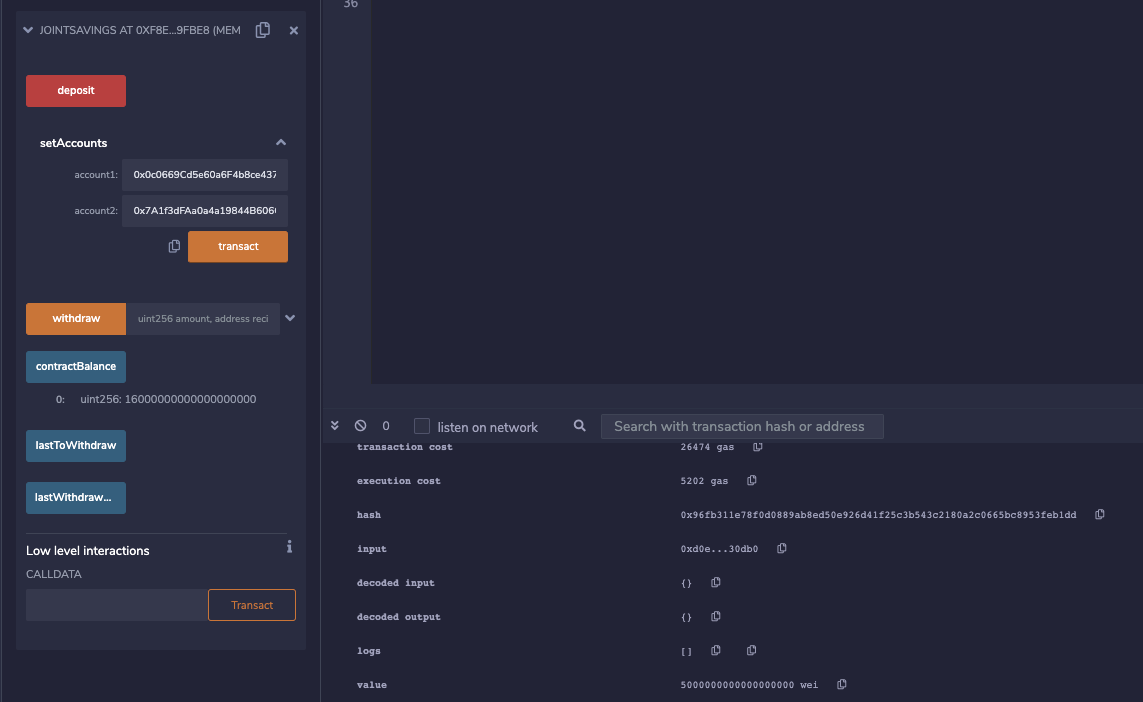 36
JOINTSAVINGS AT 0XF8E...9FBE8 (MEM
deposit
setAccounts
account1: 0x0c0669Cd5e60a6F4b8ce437
account2: 0x7A1f3dFAa0a4a19844B606
transact
withdraw uint256 amount, address reci
contractBalance
0: uint256: 16000000000000000000
lastToWithdraw
lastWithdraw...
Low level interactions
CALLDATA
Transact
0 listen on network Search with transaction hash or address
transaction cost 26474 gas
execution cost 5202 gas
hash 0x96fb311e78f0d0889ab8ed50e926d41f25c3b543c2180a2c0665bc8953feb1dd
input 0xd0e...30db0
decoded input {}
decoded output {}
logs []
value 5000000000000000000 wei